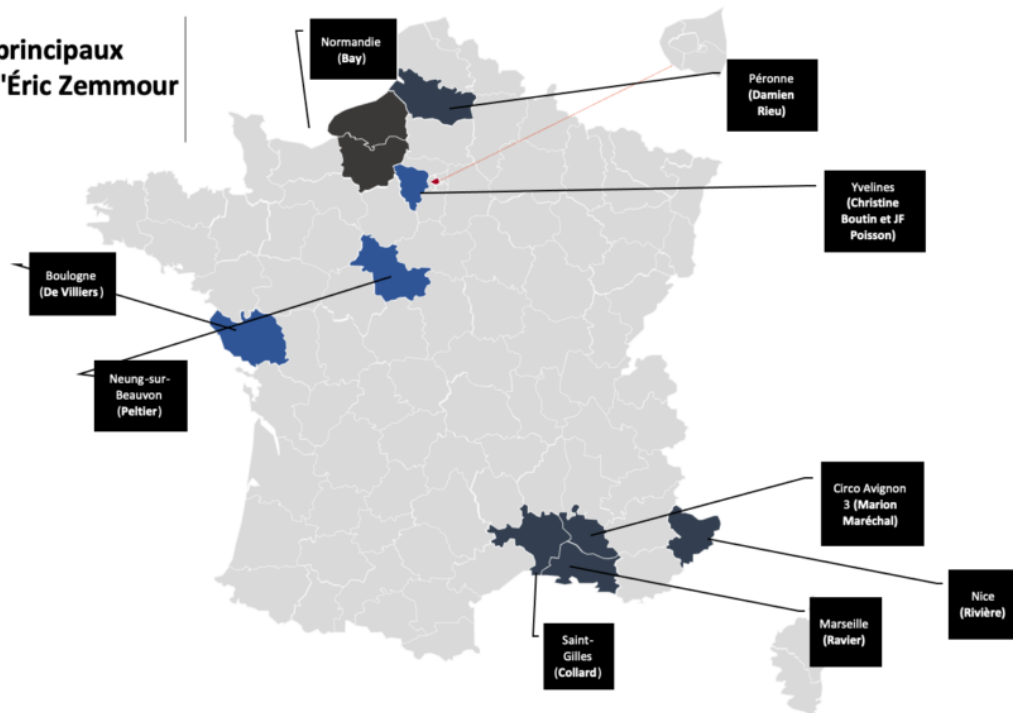 principaux
'Éric Zemmour
Normandie
(Bay)
Péronne
(Damien
Rieu)
Yvelines
(Christine
Boutin et JF
Poisson)
Boulogne
(De Villiers)
Neung-sur-
Beauvon
(Peltier)
Circo Avignon
3 (Marion
Maréchal)
Nice
(Rivière)
Marseille
(Ravier)
Saint-
Gilles
(Collard)